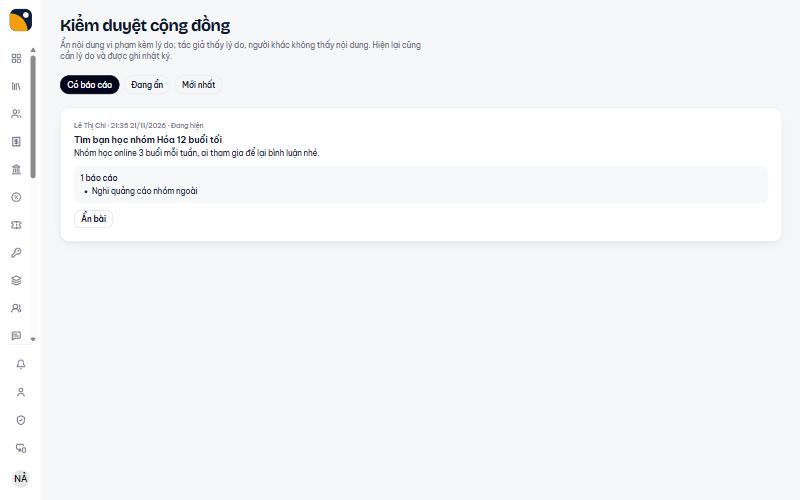 Kiểm duyệt cộng đồng
Ẩn nội dung vi phạm kèm lý do; tác giả thấy lý do, người khác không thấy nội dung. Hiện lại cũng
cần lý do và được ghi nhật ký.
Có báo cáo
Đang ẩn
Mới nhất
Lê Thị Chi · 21:35 21/11/2026 · Đang hiện
Tìm bạn học nhóm Hóa 12 buổi tối
Nhóm học online 3 buổi mỗi tuần, ai tham gia để lại bình luận nhé.
1 báo cáo
• Nghi quảng cáo nhóm ngoài
Ẩn bài
NÀ